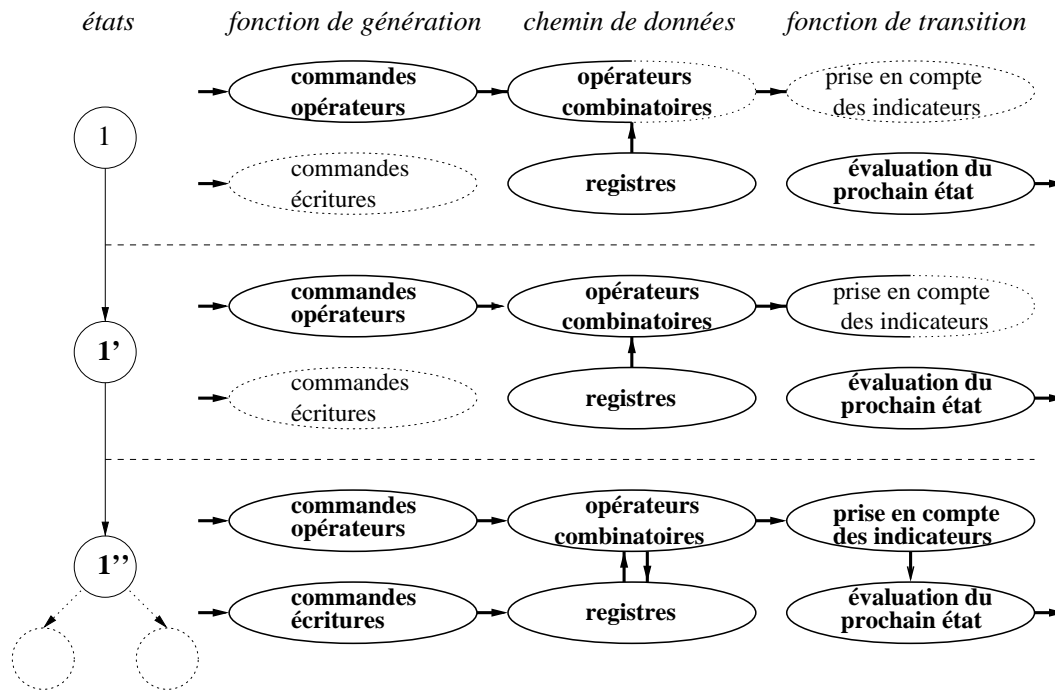 états fonction de génération chemin de données fonction de transition
commandes opérateurs prise en compte
opérateurs combinatoires des indicateurs
1
commandes évaluation du
écritures registres prochain état
commandes opérateurs prise en compte
opérateurs combinatoires des indicateurs
1’
commandes évaluation du
écritures registres prochain état
commandes opérateurs prise en compte
opérateurs combinatoires des indicateurs
1’’
commandes évaluation du
écritures registres prochain état